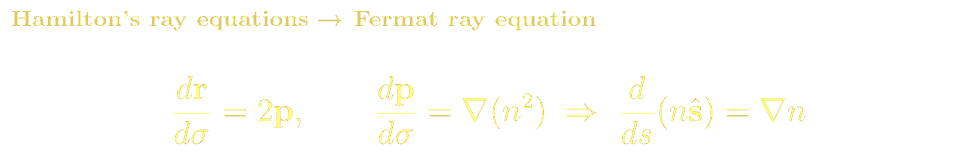 Hamilton's ray equations → Fermat ray equation
d𝐫/dσ = 2𝐩, d𝐩/dσ = ∇(n²) ⇒ d/ds(nŝ) = ∇n